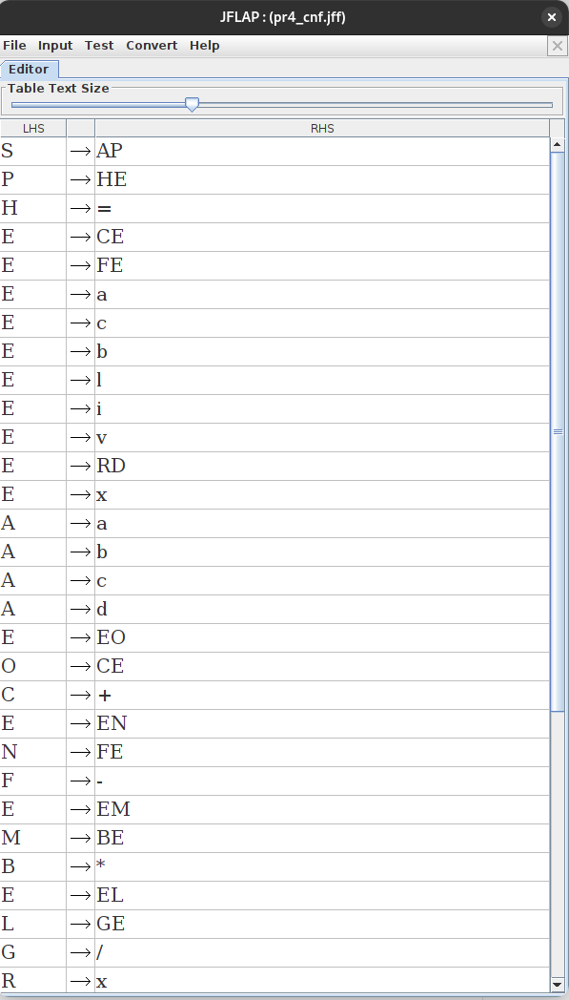 JFLAP : (pr4_cnf.jff)
File Input Test Convert Help
Editor
Table Text Size
LHS RHS
S → AP
P → HE
H → =
E → CE
E → FE
E → a
E → c
E → b
E → l
E → i
E → v
E → RD
E → x
A → a
A → b
A → c
A → d
E → EO
O → CE
C → +
E → EN
N → FE
F → -
E → EM
M → BE
B → *
E → EL
L → GE
G → /
R → x